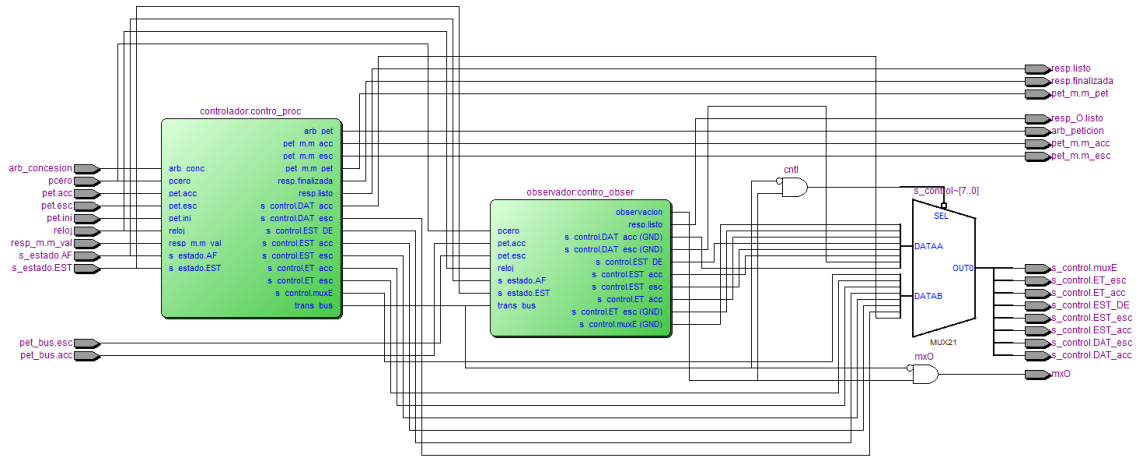 resp.listo
resp.finalizada
pet_m.m_pet
resp_O.listo
arb_peticion
pet_m.m_acc
pet_m.m_esc
controlador:contro_proc
arb_concesion
pcero
pet.acc
pet.esc
pet.ini
reloj
resp_m.m_val
s_estado.AF
s_estado.EST
arb conc
pcero
pet.acc
pet.esc
pet.ini
reloj
resp m.m val
s estado.AF
s estado.EST
arb pet
pet m.m acc
pet m.m esc
pet m.m pet
resp.finalizada
resp.listo
s control.DAT acc
s control.DAT esc
s control.EST DE
s control.EST acc
s control.EST esc
s control.ET acc
s control.ET esc
s control.muxE
trans bus
pet_bus.esc
pet_bus.acc
observador:contro_obser
pcero
pet.acc
pet.esc
reloj
s estado.AF
s estado.EST
trans bus
observacion
resp.listo
s control.DAT acc (GND)
s control.DAT esc (GND)
s control.EST DE
s control.EST acc
s control.EST esc
s control.ET acc
s control.ET esc (GND)
s control.muxE (GND)
cntl
s_control~[7..0]
SEL
DATAA
OUT0
DATAB
MUX21
mxO
s_control.muxE
s_control.ET_esc
s_control.ET_acc
s_control.EST_DE
s_control.EST_esc
s_control.EST_acc
s_control.DAT_esc
s_control.DAT_acc
mxO